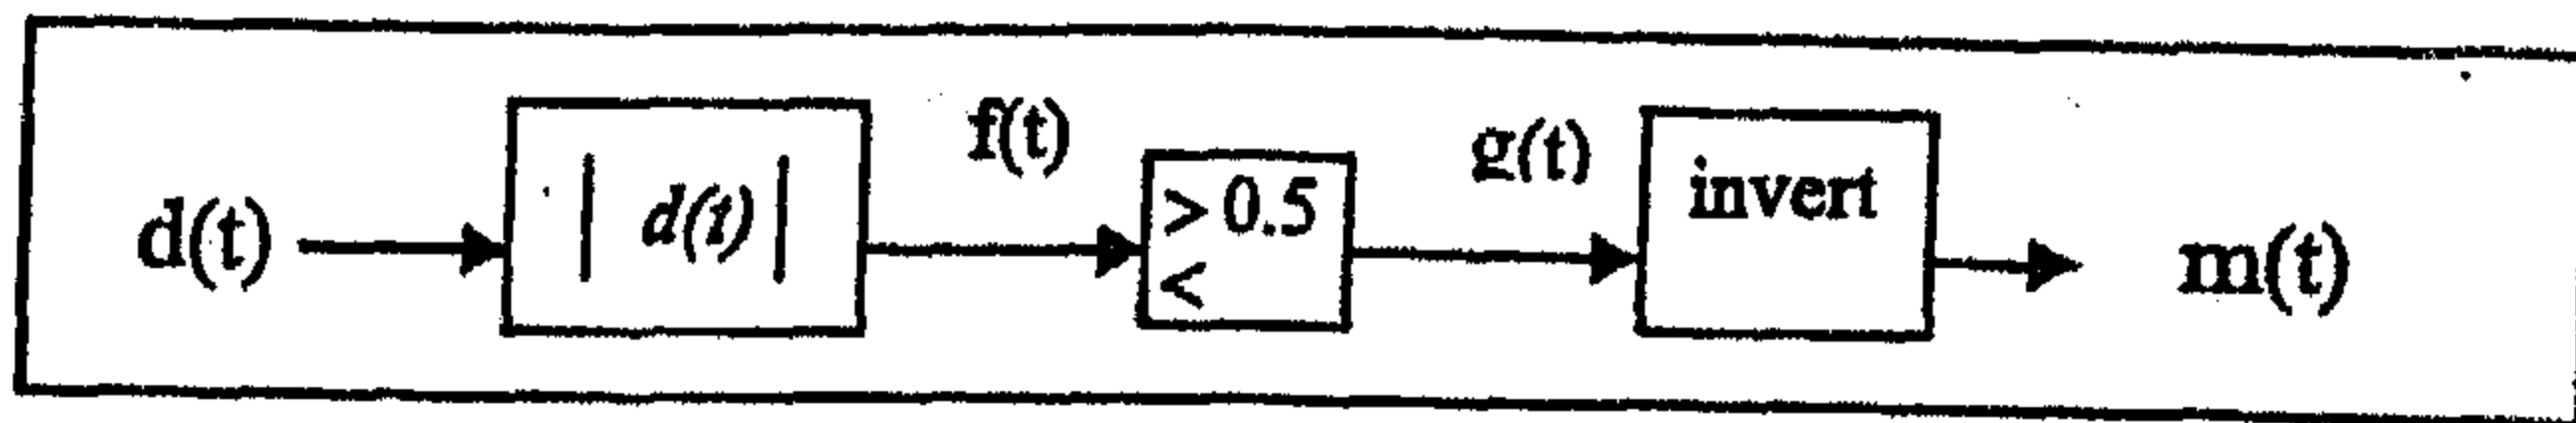 d(t)
| d(t) |
f(t)
> 0.5
<
g(t)
invert
m(t)